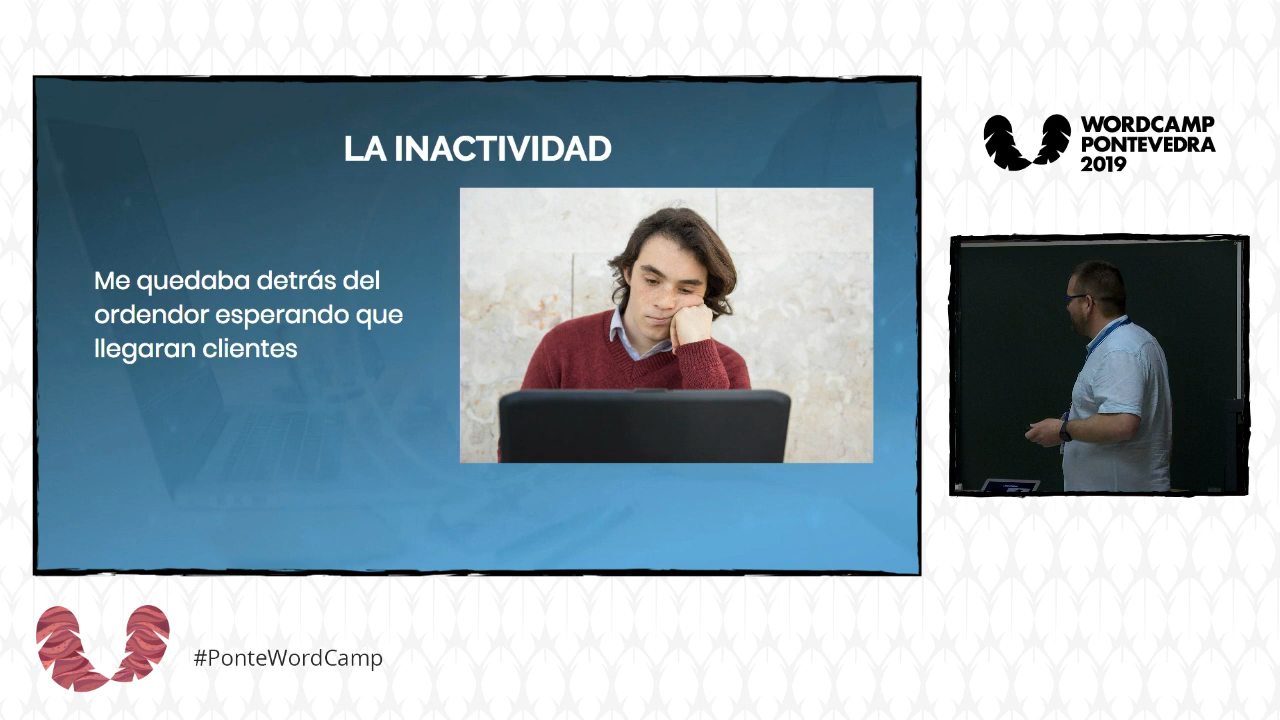 LA INACTIVIDAD
Me quedaba detrás del
ordendor esperando que
llegaran clientes
WORDCAMP
PONTEVEDRA
2019
#PonteWordCamp